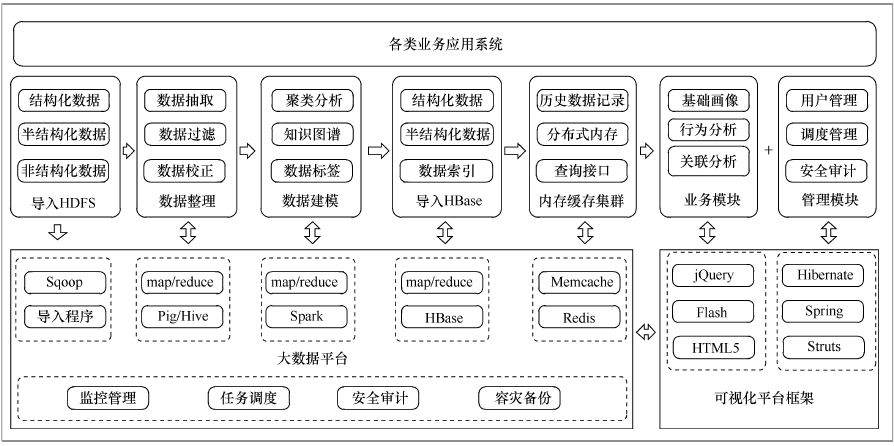 各类业务应用系统
结构化数据
半结构化数据
非结构化数据
导入HDFS
数据抽取
数据过滤
数据校正
数据整理
聚类分析
知识图谱
数据标签
数据建模
结构化数据
半结构化数据
数据索引
导入HBase
历史数据记录
分布式内存
查询接口
内存缓存集群
基础画像
行为分析
关联分析
业务模块
+
用户管理
调度管理
安全审计
管理模块
Sqoop
导入程序
map/reduce
Pig/Hive
map/reduce
Spark
map/reduce
HBase
Memcache
Redis
大数据平台
监控管理
任务调度
安全审计
容灾备份
jQuery
Flash
HTML5
Hibernate
Spring
Struts
可视化平台框架